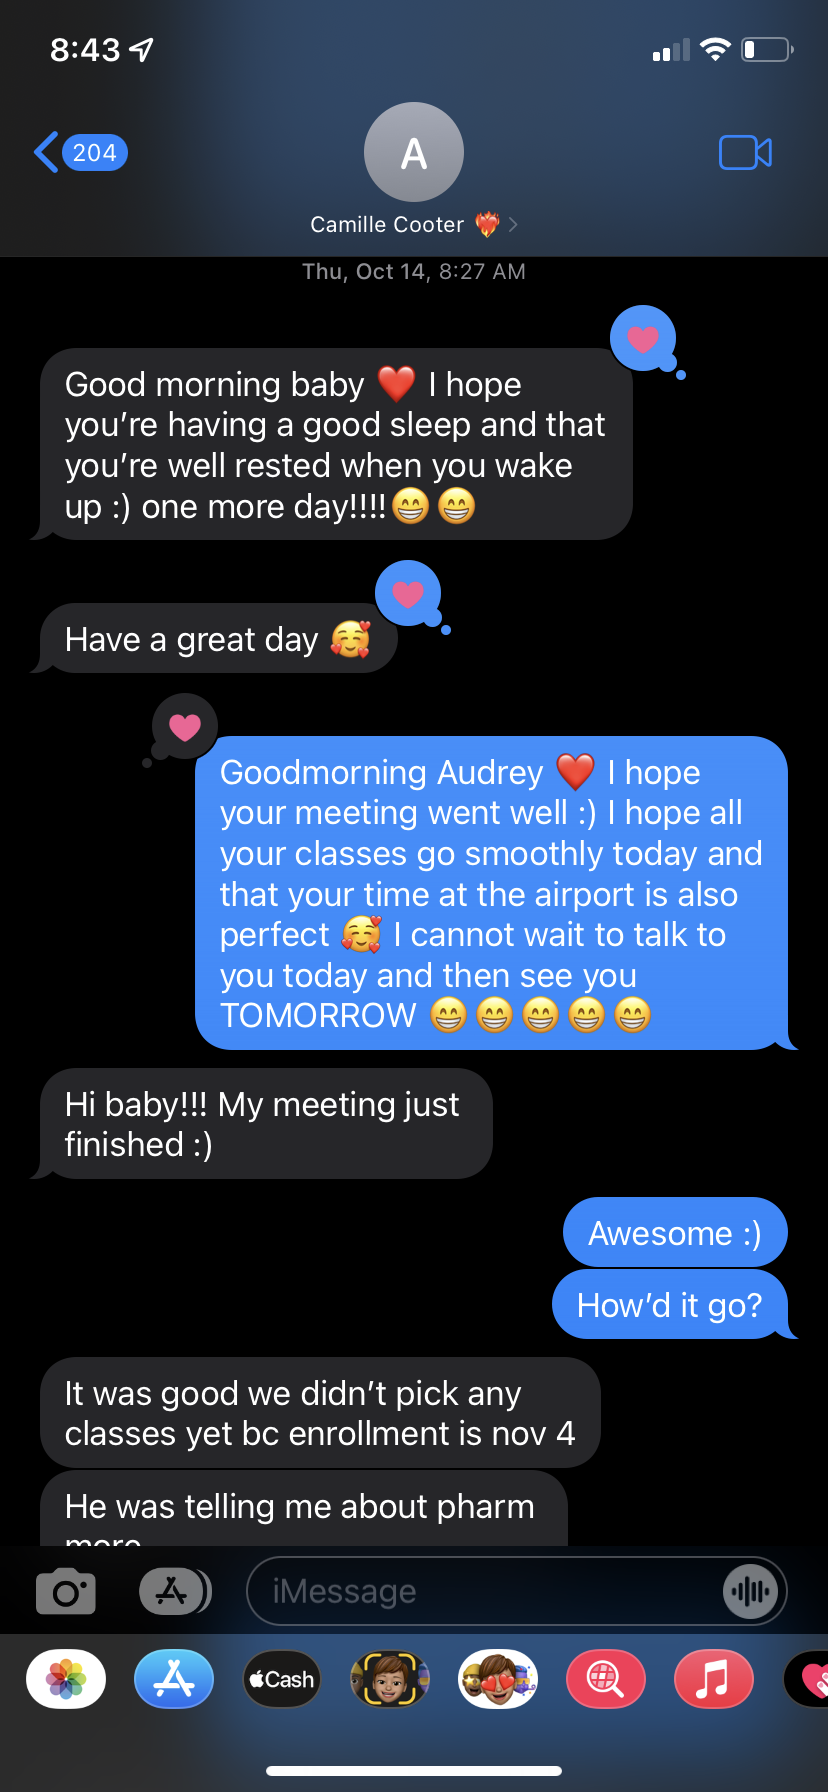 8:43
204
A
Camille Cooter ❤️‍🔥
Thu, Oct 14, 8:27 AM
Good morning baby ❤️ I hope
you’re having a good sleep and that
you’re well rested when you wake
up :) one more day!!!!😁😁
Have a great day 🥰
Goodmorning Audrey ❤️ I hope
your meeting went well :) I hope all
your classes go smoothly today and
that your time at the airport is also
perfect 🥰 I cannot wait to talk to
you today and then see you
TOMORROW 😁😁😁😁😁
Hi baby!!! My meeting just
finished :)
Awesome :)
How’d it go?
It was good we didn’t pick any
classes yet bc enrollment is nov 4
He was telling me about pharm
more
iMessage
Cash